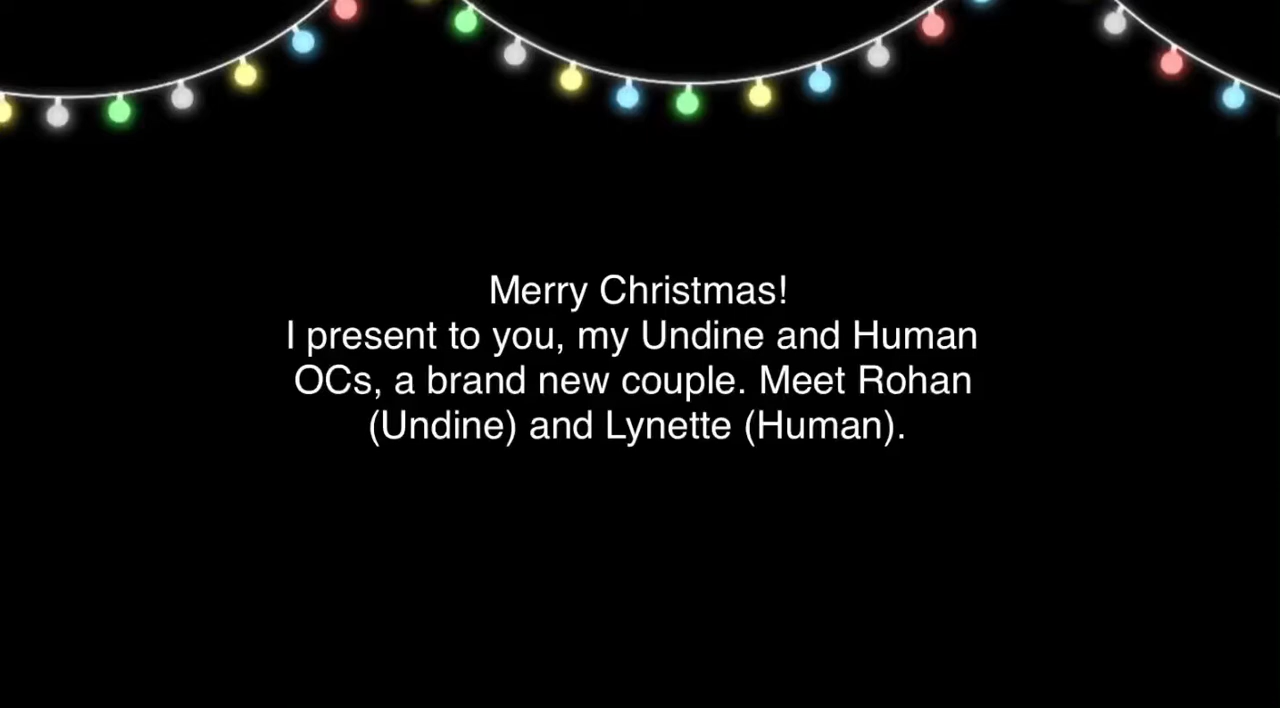 Merry Christmas!
I present to you, my Undine and Human
OCs, a brand new couple. Meet Rohan
(Undine) and Lynette (Human).